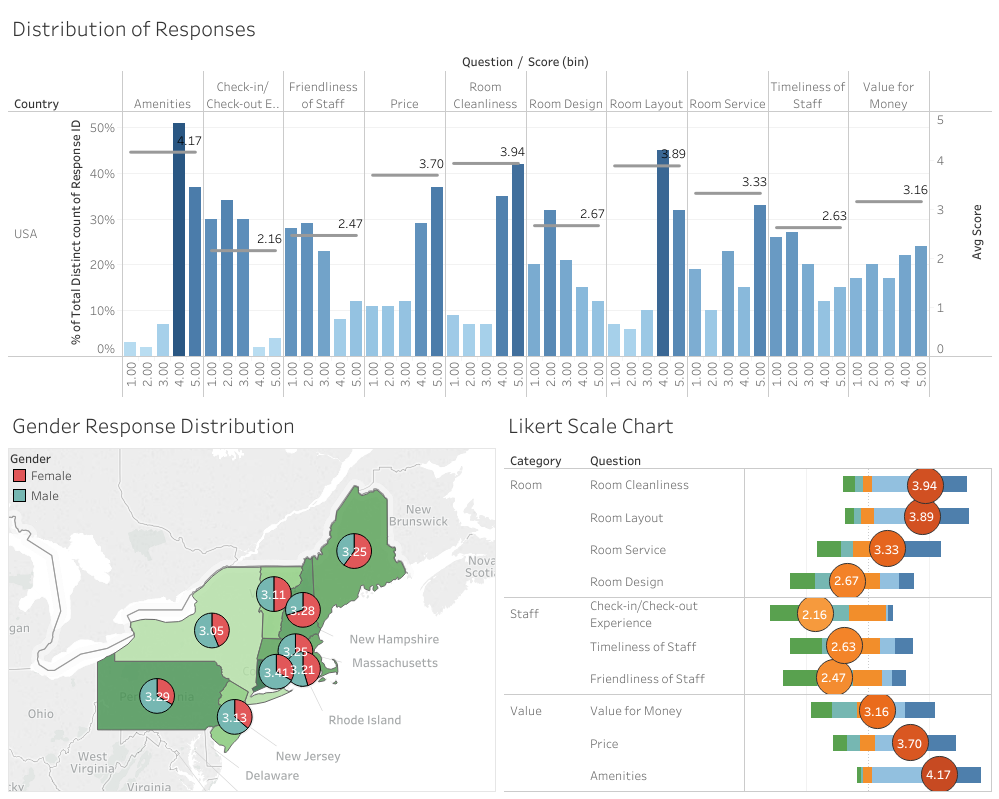 Distribution of Responses
Question / Score (bin)
Country
Amenities
Check-in/
Check-out E..
Friendliness
of Staff
Price
Room
Cleanliness
Room Design
Room Layout
Room Service
Timeliness of
Staff
Value for
Money
USA
% of Total Distinct count of Response ID
50%
40%
30%
20%
10%
0%
4.17
2.16
2.47
3.70
3.94
2.67
3.89
3.33
2.63
3.16
5
4
3
2
1
0
Avg Score
1.00 2.00 3.00 4.00 5.00 1.00 2.00 3.00 4.00 5.00 1.00 2.00 3.00 4.00 5.00 1.00 2.00 3.00 4.00 5.00 1.00 2.00 3.00 4.00 5.00 1.00 2.00 3.00 4.00 5.00 1.00 2.00 3.00 4.00 5.00 1.00 2.00 3.00 4.00 5.00 1.00 2.00 3.00 4.00 5.00 1.00 2.00 3.00 4.00 5.00
Gender Response Distribution
Gender
Female
Male
New
Brunswick
Nova
Scotia
3.25
3.11
3.28
3.05
3.25
3.41
3.21
3.29
3.13
gan
New Hampshire
Massachusetts
Rhode Island
Pennsylvania
Ohio
New Jersey
Delaware
West
Virginia
Virginia
cky
Likert Scale Chart
Category Question
Room Room Cleanliness 3.94
Room Layout 3.89
Room Service 3.33
Room Design 2.67
Staff Check-in/Check-out
Experience 2.16
Timeliness of Staff 2.63
Friendliness of Staff 2.47
Value Value for Money 3.16
Price 3.70
Amenities 4.17